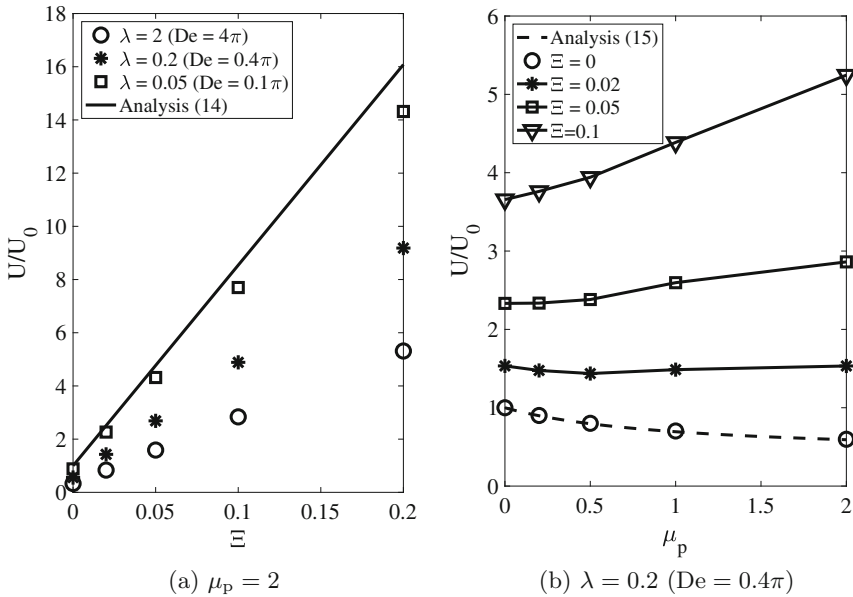 λ = 2 (De = 4π)
λ = 0.2 (De = 0.4π)
λ = 0.05 (De = 0.1π)
Analysis (14)
16
14
12
10
8
6
4
2
0
U/U₀
0
0.05
0.1
0.15
0.2
Ξ
(a) μₚ = 2
Analysis (15)
Ξ = 0
Ξ = 0.02
Ξ = 0.05
Ξ=0.1
6
5
4
3
2
1
0
U/U₀
0
0.5
1
1.5
2
μₚ
(b) λ = 0.2 (De = 0.4π)